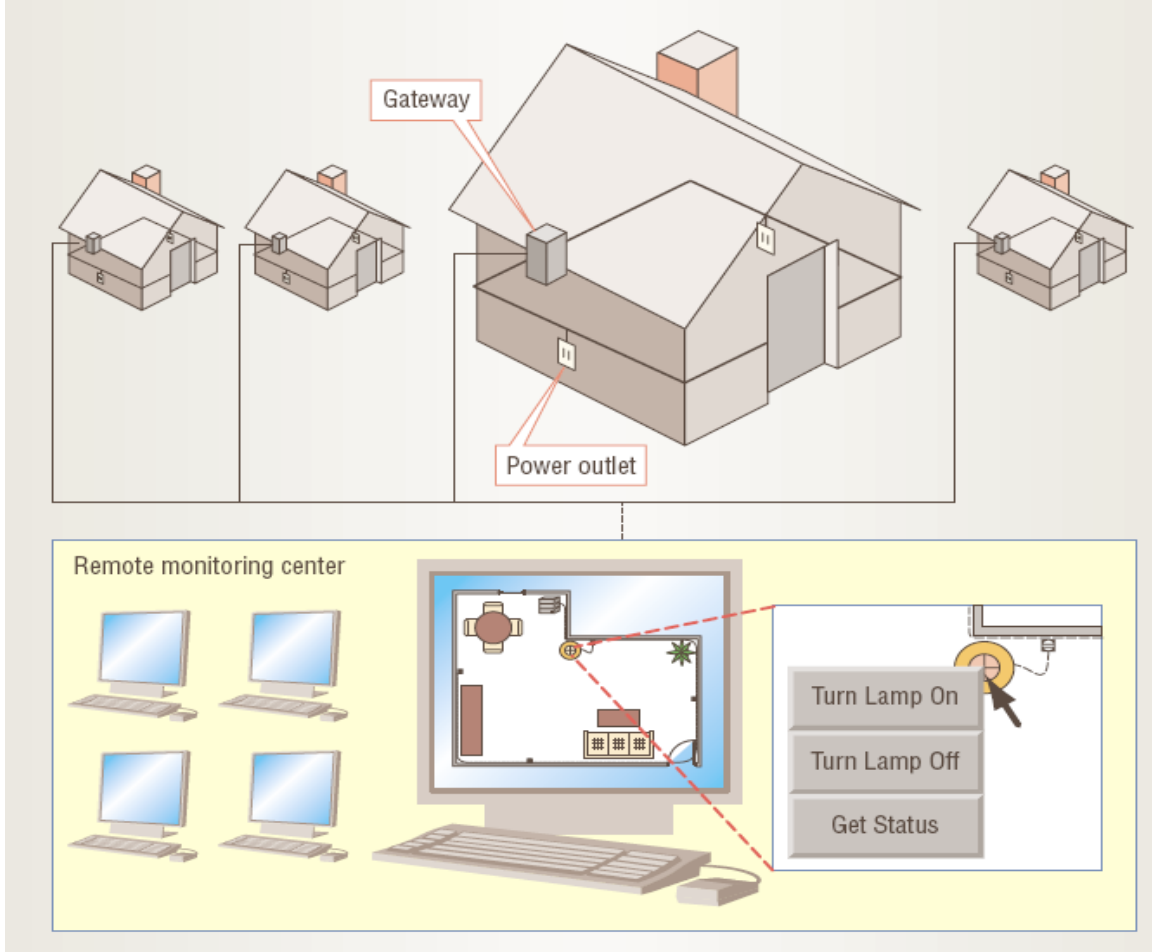 Gateway
Power outlet
Remote monitoring center
Turn Lamp On
Turn Lamp Off
Get Status